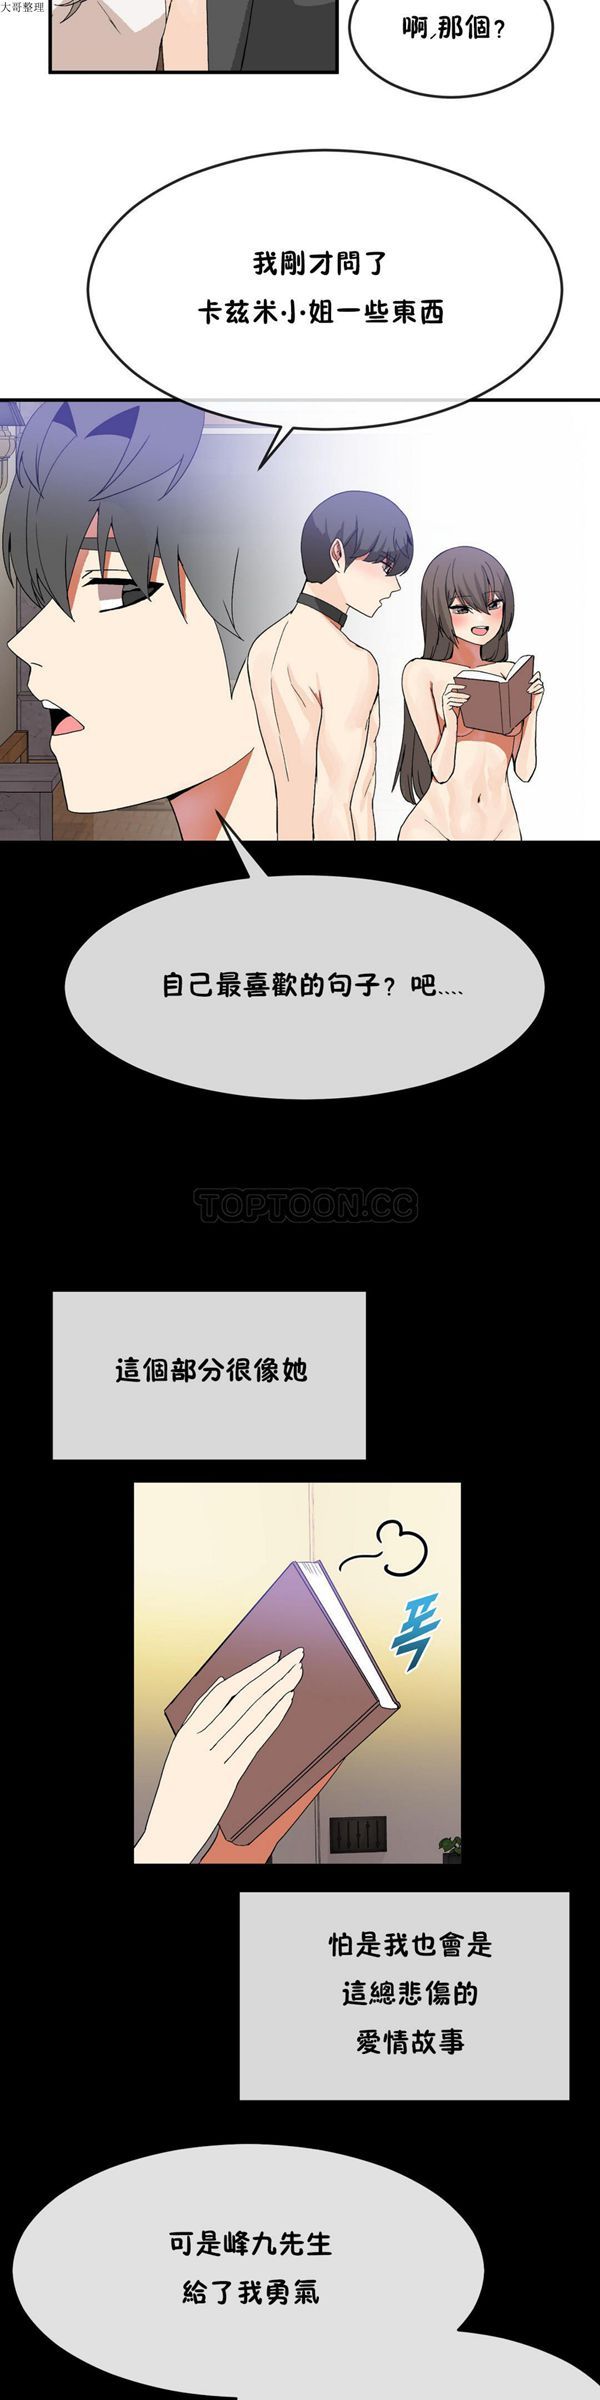 大哥整理
啊,那個?
我剛才問了
卡茲米小姐一些東西
自己最喜歡的句子? 吧....
TOPTOON.CC
這個部分很像她
폭
怕是我也會是
這總悲傷的
愛情故事
可是峰九先生
給了我勇氣